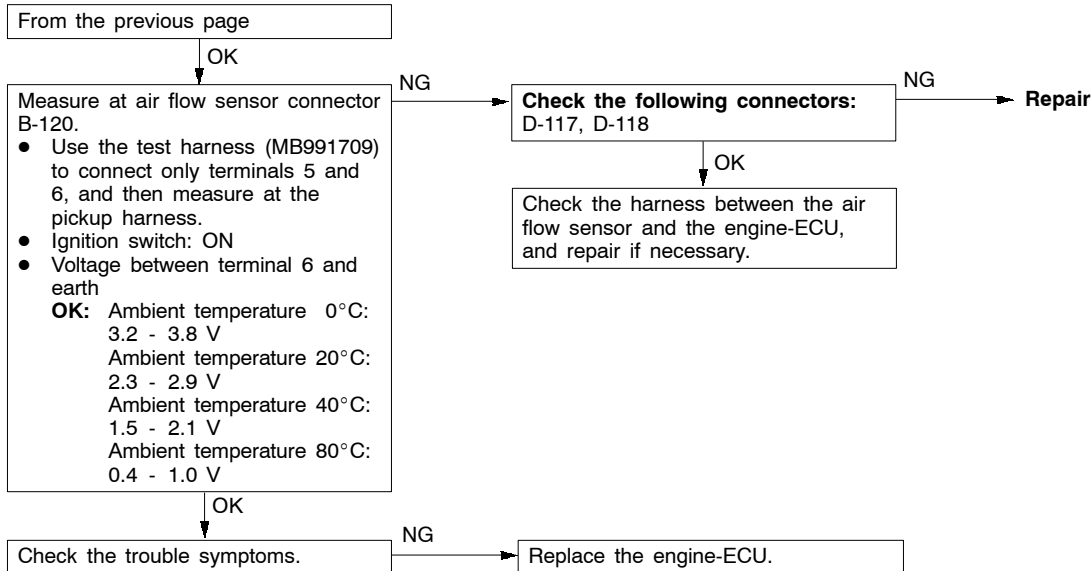 From the previous page
OK
Measure at air flow sensor connector
B-120.
● Use the test harness (MB991709)
to connect only terminals 5 and
6, and then measure at the
pickup harness.
● Ignition switch: ON
● Voltage between terminal 6 and
earth
OK: Ambient temperature 0°C:
3.2 - 3.8 V
Ambient temperature 20°C:
2.3 - 2.9 V
Ambient temperature 40°C:
1.5 - 2.1 V
Ambient temperature 80°C:
0.4 - 1.0 V
NG
Check the following connectors:
D-117, D-118
NG
Repair
OK
Check the harness between the air
flow sensor and the engine-ECU,
and repair if necessary.
OK
Check the trouble symptoms.
NG
Replace the engine-ECU.